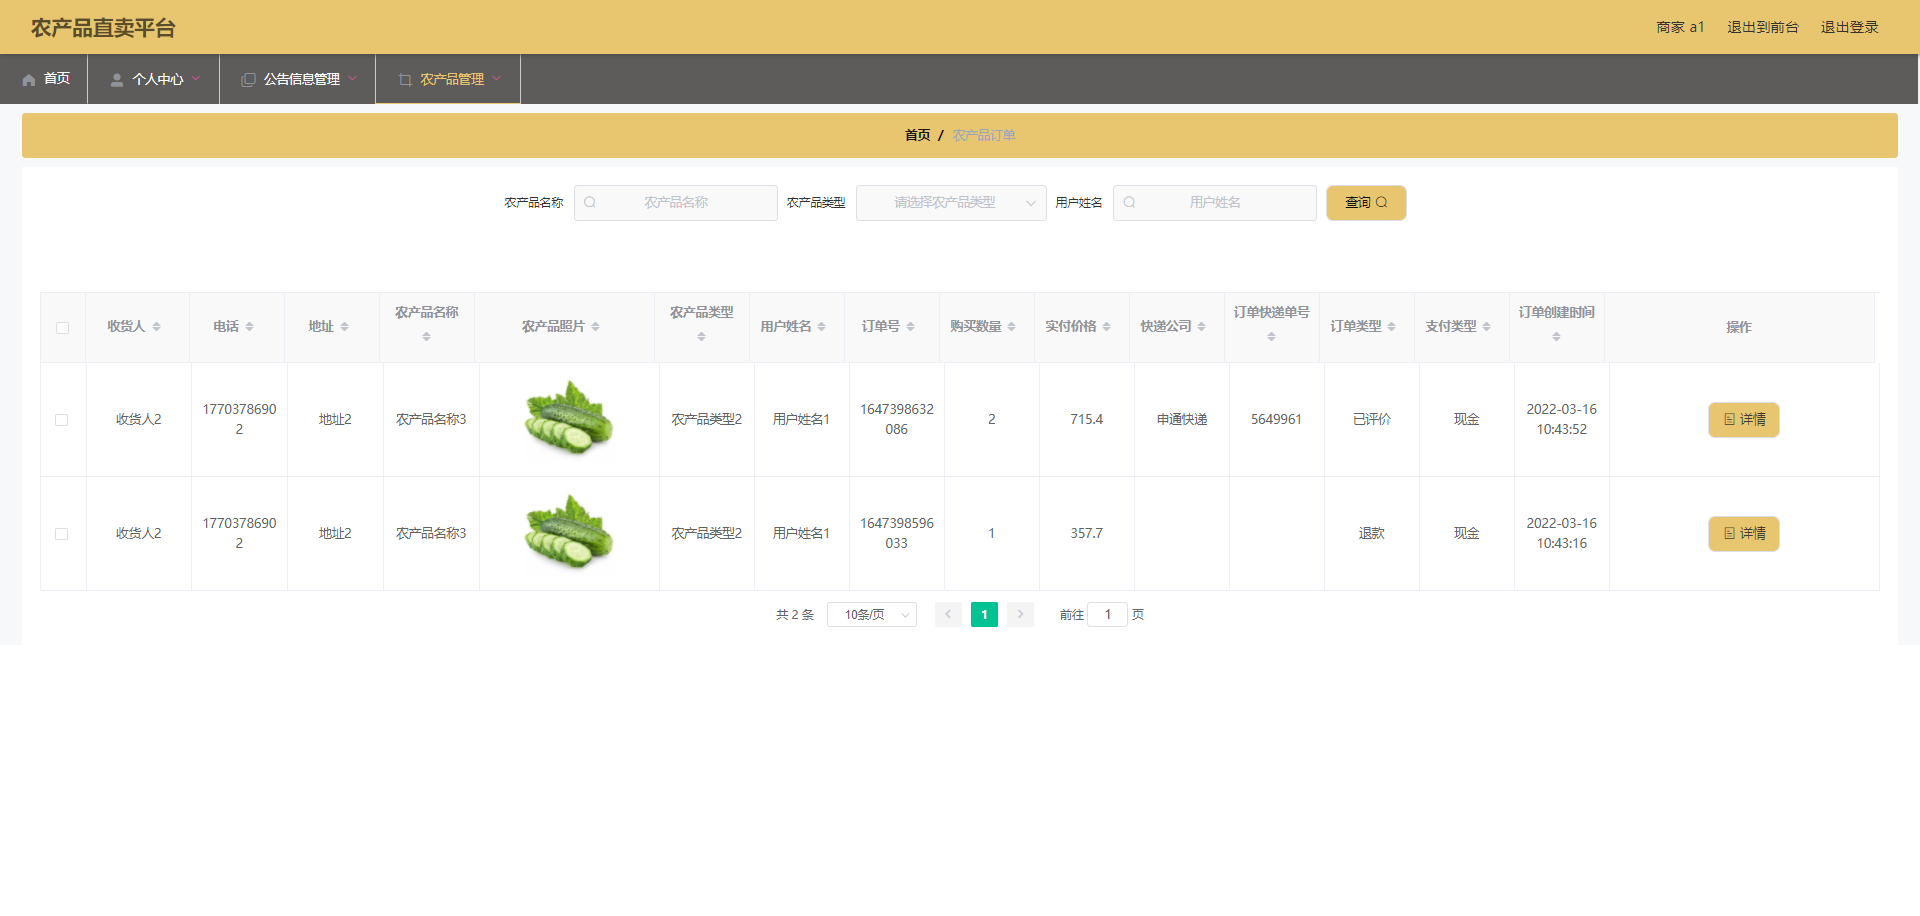 农产品直卖平台
商家 a1 退出到前台 退出登录
首页 个人中心 公告信息管理 农产品管理
首页 / 农产品订单
农产品名称 农产品名称 农产品类型 请选择农产品类型 用户姓名 用户姓名 查询
收货人 电话 地址 农产品名称 农产品照片 农产品类型 用户姓名 订单号 购买数量 实付价格 快递公司 订单快递单号 订单类型 支付类型 订单创建时间 操作
收货人2 1770378690 地址2 农产品名称3 农产品类型2 用户姓名1 1647398632 2 715.4 申通快递 5649961 已评价 现金 2022-03-16 详情
2 086 10:43:52
收货人2 1770378690 地址2 农产品名称3 农产品类型2 用户姓名1 1647398596 1 357.7 退款 现金 2022-03-16 详情
2 033 10:43:16
共 2 条 10条/页 1 前往 1 页